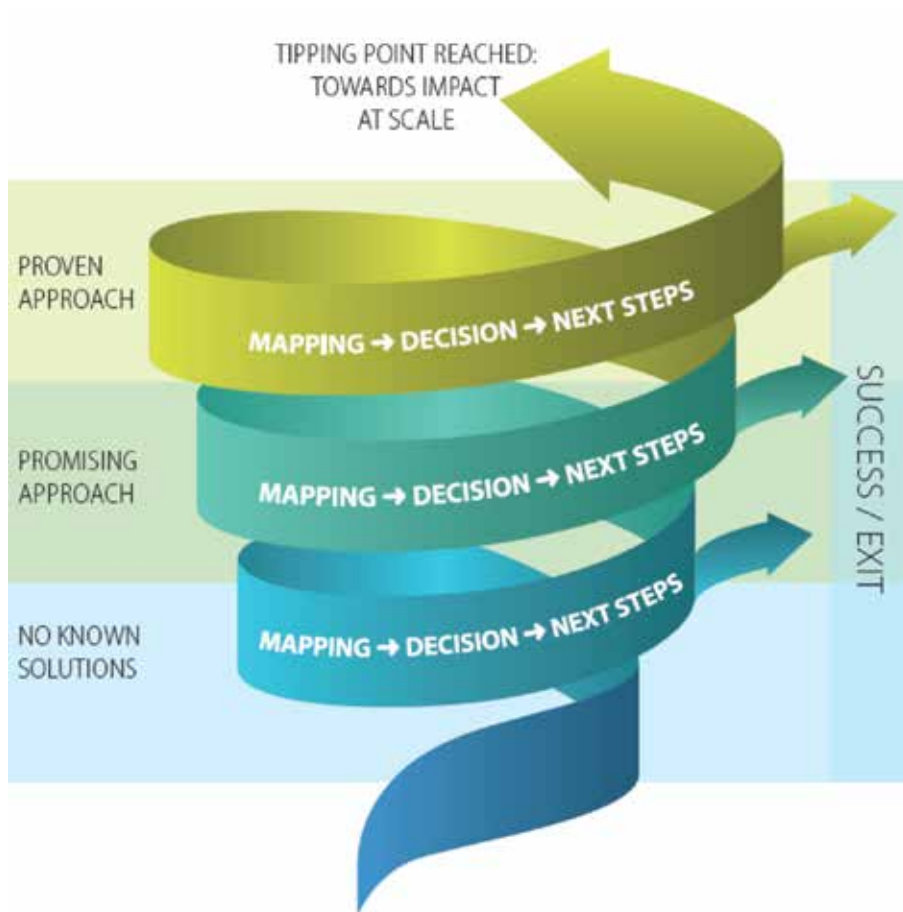 TIPPING POINT REACHED:
TOWARDS IMPACT
AT SCALE
PROVEN
APPROACH
MAPPING → DECISION → NEXT STEPS
PROMISING
APPROACH
MAPPING → DECISION → NEXT STEPS
NO KNOWN
SOLUTIONS
MAPPING → DECISION → NEXT STEPS
SUCCESS / EXIT